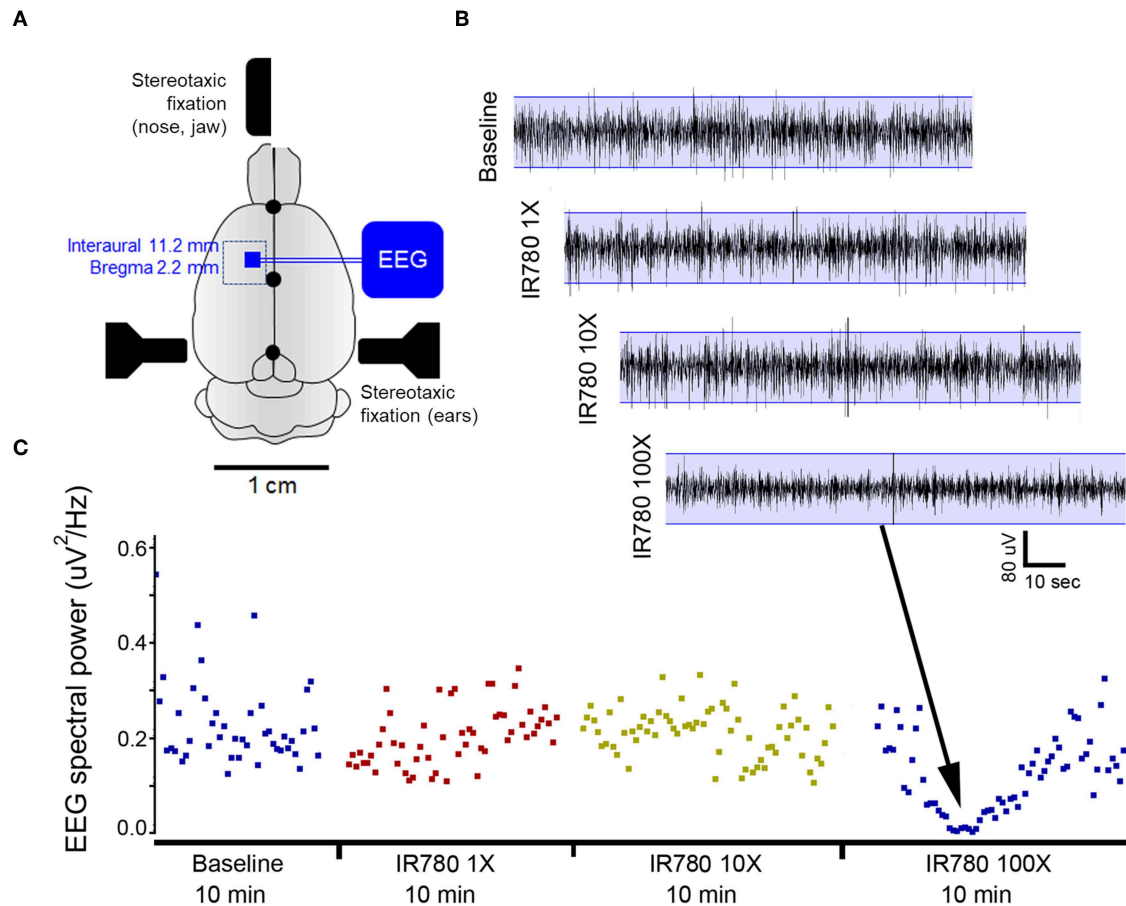 A
B
Stereotaxic
fixation
(nose, jaw)
Interaural 11.2 mm
Bregma 2.2 mm
EEG
Stereotaxic
fixation (ears)
1 cm
Baseline
IR780 1X
IR780 10X
IR780 100X
80 uV
10 sec
C
EEG spectral power (uV²/Hz)
0.6
0.4
0.2
0.0
Baseline
10 min
IR780 1X
10 min
IR780 10X
10 min
IR780 100X
10 min